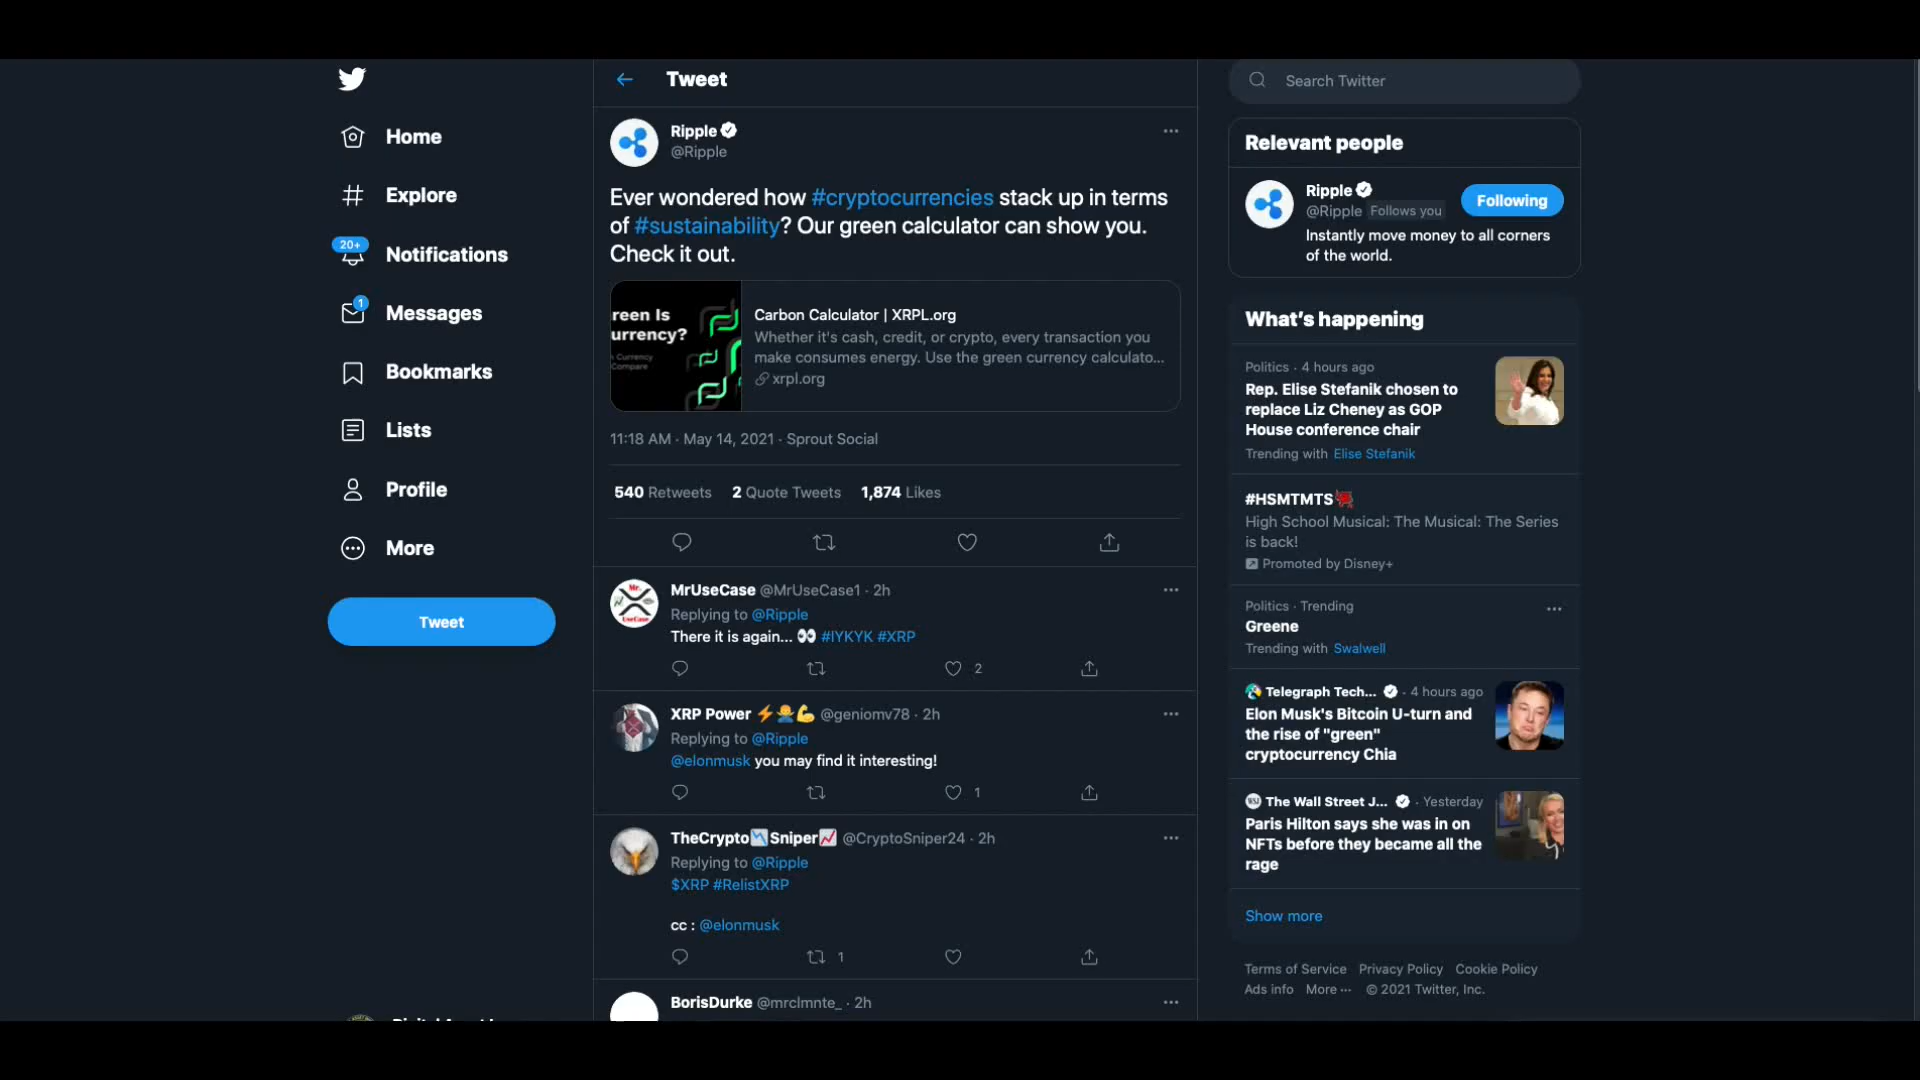 Home
Explore
20+
Notifications
1
Messages
Bookmarks
Lists
Profile
More
Tweet
Tweet
Ripple
@Ripple
Ever wondered how #cryptocurrencies stack up in terms
of #sustainability? Our green calculator can show you.
Check it out.
reen Is
urrency?
Currency
Compare
Carbon Calculator | XRPL.org
Whether it's cash, credit, or crypto, every transaction you
make consumes energy. Use the green currency calculato...
xrpl.org
11:18 AM · May 14, 2021 · Sprout Social
540 Retweets 2 Quote Tweets 1,874 Likes
MrUseCase @MrUseCase1 · 2h
Replying to @Ripple
There it is again... 👀 #IYKYK #XRP
2
XRP Power ⚡🙅‍♂️💪 @geniomv78 · 2h
Replying to @Ripple
@elonmusk you may find it interesting!
1
TheCrypto📉Sniper📈 @CryptoSniper24 · 2h
Replying to @Ripple
$XRP #RelistXRP
cc : @elonmusk
1
BorisDurke @mrclmnte_ · 2h
Search Twitter
Relevant people
Ripple
@Ripple Follows you
Following
Instantly move money to all corners
of the world.
What's happening
Politics · 4 hours ago
Rep. Elise Stefanik chosen to
replace Liz Cheney as GOP
House conference chair
Trending with Elise Stefanik
#HSMTMTS
High School Musical: The Musical: The Series
is back!
Promoted by Disney+
Politics · Trending
Greene
Trending with Swalwell
Telegraph Tech... · 4 hours ago
Elon Musk's Bitcoin U-turn and
the rise of "green"
cryptocurrency Chia
WSJ The Wall Street J... · Yesterday
Paris Hilton says she was in on
NFTs before they became all the
rage
Show more
Terms of Service Privacy Policy Cookie Policy
Ads info More ··· © 2021 Twitter, Inc.